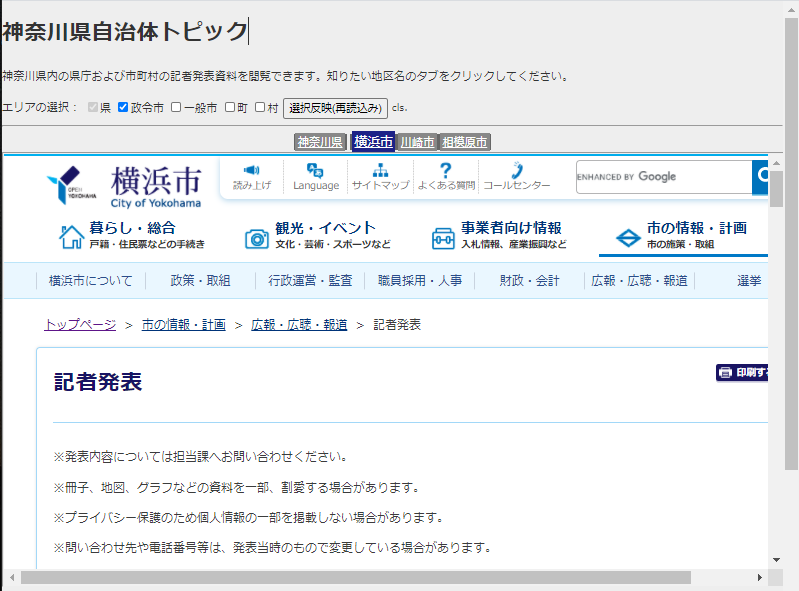 神奈川県自治体トピック
神奈川県内の県庁および市町村の記者発表資料を閲覧できます。知りたい地区名のタブをクリックしてください。
エリアの選択： 県 政令市 一般市 町 村 選択反映(再読込み) cls.
神奈川県 横浜市 川崎市 相模原市
OPEN YOKOHAMA 横浜市 City of Yokohama
読み上げ Language サイトマップ よくある質問 コールセンター ENHANCED BY Google
暮らし・総合 観光・イベント 事業者向け情報 市の情報・計画
戸籍・住民票などの手続き 文化・芸術・スポーツなど 入札情報、産業振興など 市の施策・取組
横浜市について 政策・取組 行政運営・監査 職員採用・人事 財政・会計 広報・広聴・報道 選挙
トップページ > 市の情報・計画 > 広報・広聴・報道 > 記者発表
記者発表
印刷す
※発表内容については担当課へお問い合わせください。
※冊子、地図、グラフなどの資料を一部、割愛する場合があります。
※プライバシー保護のため個人情報の一部を掲載しない場合があります。
※問い合わせ先や電話番号等は、発表当時のもので変更している場合があります。